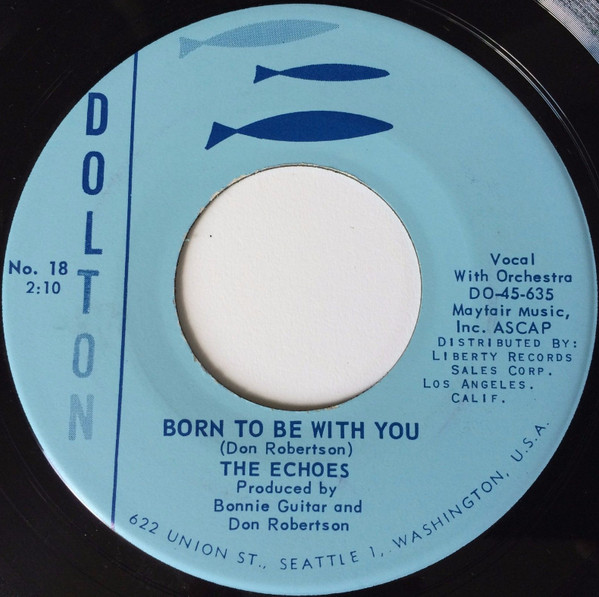 DOLTON
No. 18
2:10
Vocal
With Orchestra
DO-45-635
Mayfair Music,
Inc. ASCAP
DISTRIBUTED BY:
LIBERTY RECORDS
SALES CORP.
LOS ANGELES.
CALIF.
BORN TO BE WITH YOU
(Don Robertson)
THE ECHOES
Produced by
Bonnie Guitar and
Don Robertson
622 UNION ST., SEATTLE 1, WASHINGTON, U.S.A.